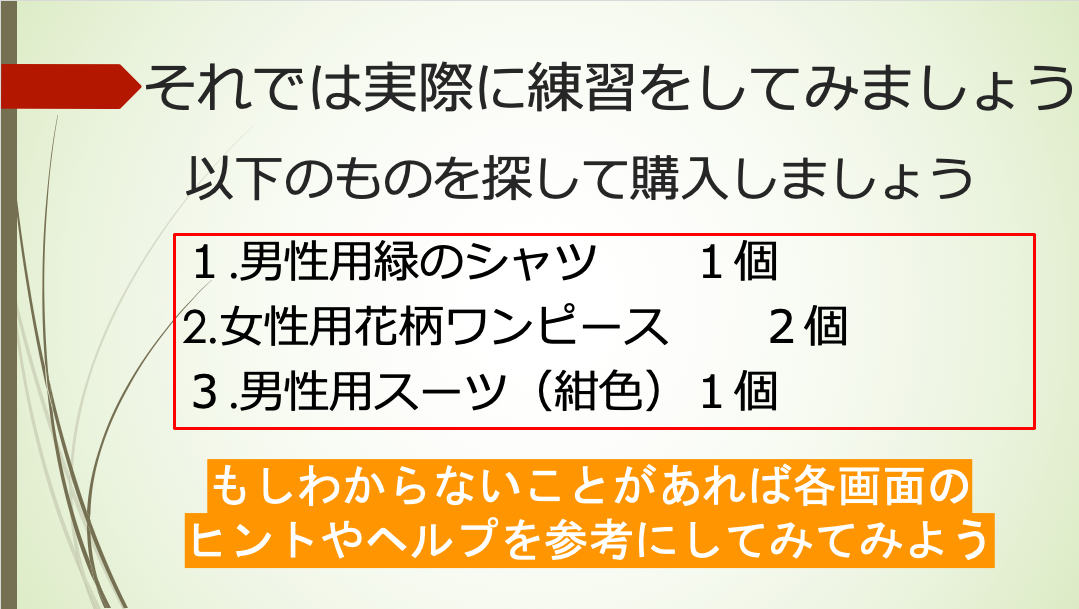 それでは実際に練習をしてみましょう
以下のものを探して購入しましょう
１.男性用緑のシャツ　　１個
2.女性用花柄ワンピース　　２個
３.男性用スーツ（紺色）１個
もしわからないことがあれば各画面の
ヒントやヘルプを参考にしてみてみよう